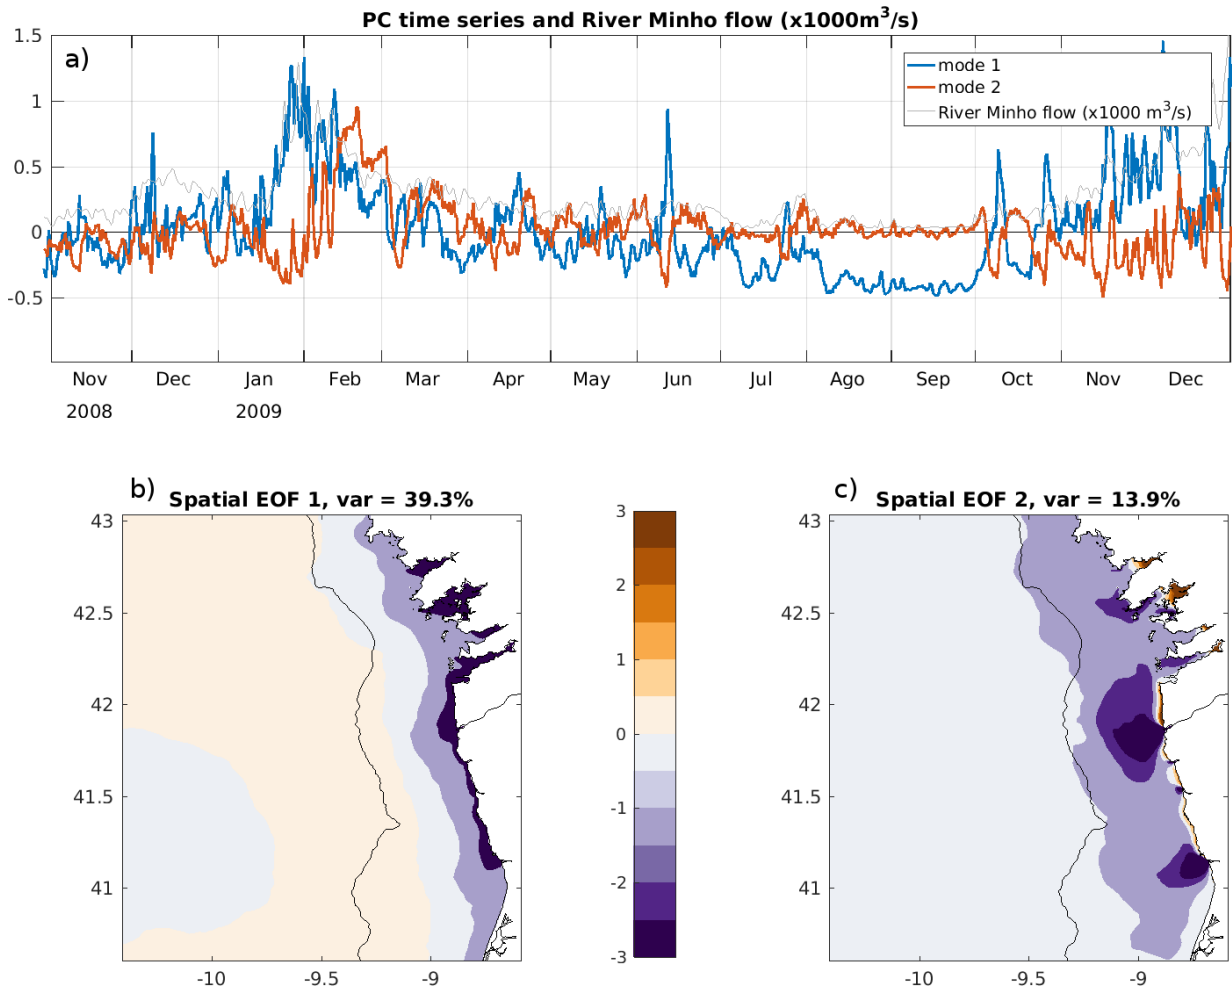 PC time series and River Minho flow (x1000m³/s)
a)
1.5
1
0.5
0
-0.5
mode 1
mode 2
River Minho flow (x1000 m³/s)
Nov Dec Jan Feb Mar Apr May Jun Jul Ago Sep Oct Nov Dec
2008 2009
b) Spatial EOF 1, var = 39.3%
43
42.5
42
41.5
41
-10 -9.5 -9
3
2
1
0
-1
-2
-3
c) Spatial EOF 2, var = 13.9%
43
42.5
42
41.5
41
-10 -9.5 -9